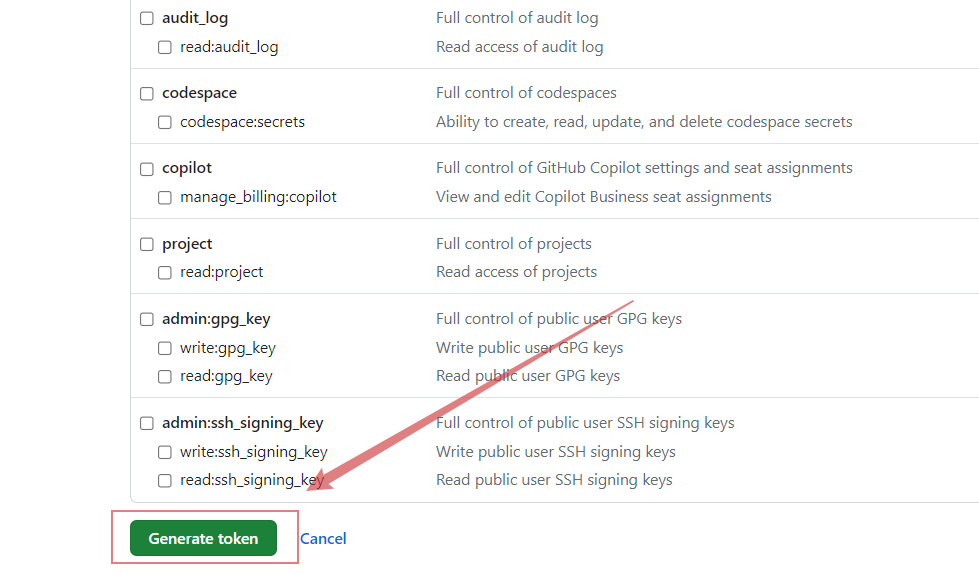 audit_log Full control of audit log
read:audit_log Read access of audit log
codespace Full control of codespaces
codespace:secrets Ability to create, read, update, and delete codespace secrets
copilot Full control of GitHub Copilot settings and seat assignments
manage_billing:copilot View and edit Copilot Business seat assignments
project Full control of projects
read:project Read access of projects
admin:gpg_key Full control of public user GPG keys
write:gpg_key Write public user GPG keys
read:gpg_key Read public user GPG keys
admin:ssh_signing_key Full control of public user SSH signing keys
write:ssh_signing_key Write public user SSH signing keys
read:ssh_signing_key Read public user SSH signing keys
Generate token Cancel